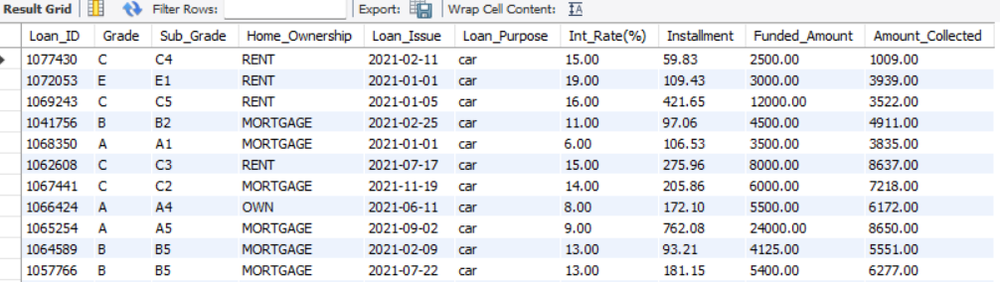 Result Grid Filter Rows: Export: Wrap Cell Content: IA
Loan_ID Grade Sub_Grade Home_Ownership Loan_Issue Loan_Purpose Int_Rate(%) Installment Funded_Amount Amount_Collected
1077430 C C4 RENT 2021-02-11 car 15.00 59.83 2500.00 1009.00
1072053 E E1 RENT 2021-01-01 car 19.00 109.43 3000.00 3939.00
1069243 C C5 RENT 2021-01-05 car 16.00 421.65 12000.00 3522.00
1041756 B B2 MORTGAGE 2021-02-25 car 11.00 97.06 4500.00 4911.00
1068350 A A1 MORTGAGE 2021-01-01 car 6.00 106.53 3500.00 3835.00
1062608 C C3 RENT 2021-07-17 car 15.00 275.96 8000.00 8637.00
1067441 C C2 MORTGAGE 2021-11-19 car 14.00 205.86 6000.00 7218.00
1066424 A A4 OWN 2021-06-11 car 8.00 172.10 5500.00 6172.00
1065254 A A5 MORTGAGE 2021-09-02 car 9.00 762.08 24000.00 8650.00
1064589 B B5 MORTGAGE 2021-02-09 car 13.00 93.21 4125.00 5551.00
1057766 B B5 MORTGAGE 2021-07-22 car 13.00 181.15 5400.00 6277.00